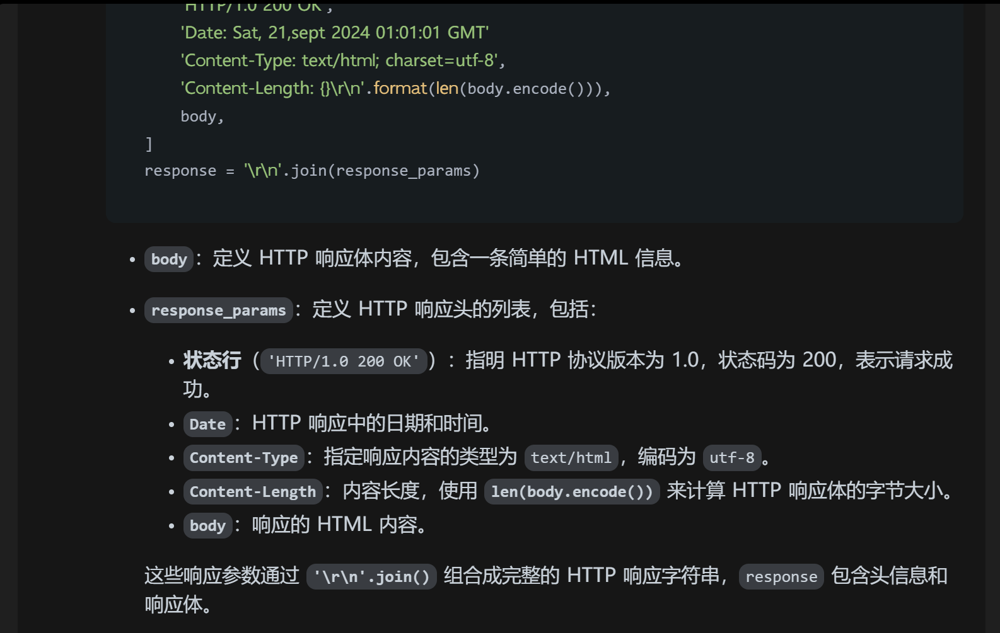 'HTTP/1.0 200 OK',
'Date: Sat, 21,sept 2024 01:01:01 GMT'
'Content-Type: text/html; charset=utf-8',
'Content-Length: {}\r\n'.format(len(body.encode())),
body,
]
response = '\r\n'.join(response_params)
• body：定义 HTTP 响应体内容，包含一条简单的 HTML 信息。
• response_params：定义 HTTP 响应头的列表，包括：
• 状态行（'HTTP/1.0 200 OK'）：指明 HTTP 协议版本为 1.0，状态码为 200，表示请求成
功。
• Date：HTTP 响应中的日期和时间。
• Content-Type：指定响应内容的类型为 text/html，编码为 utf-8。
• Content-Length：内容长度，使用 len(body.encode()) 来计算 HTTP 响应体的字节大小。
• body：响应的 HTML 内容。
这些响应参数通过 '\r\n'.join() 组合成完整的 HTTP 响应字符串，response 包含头信息和
响应体。